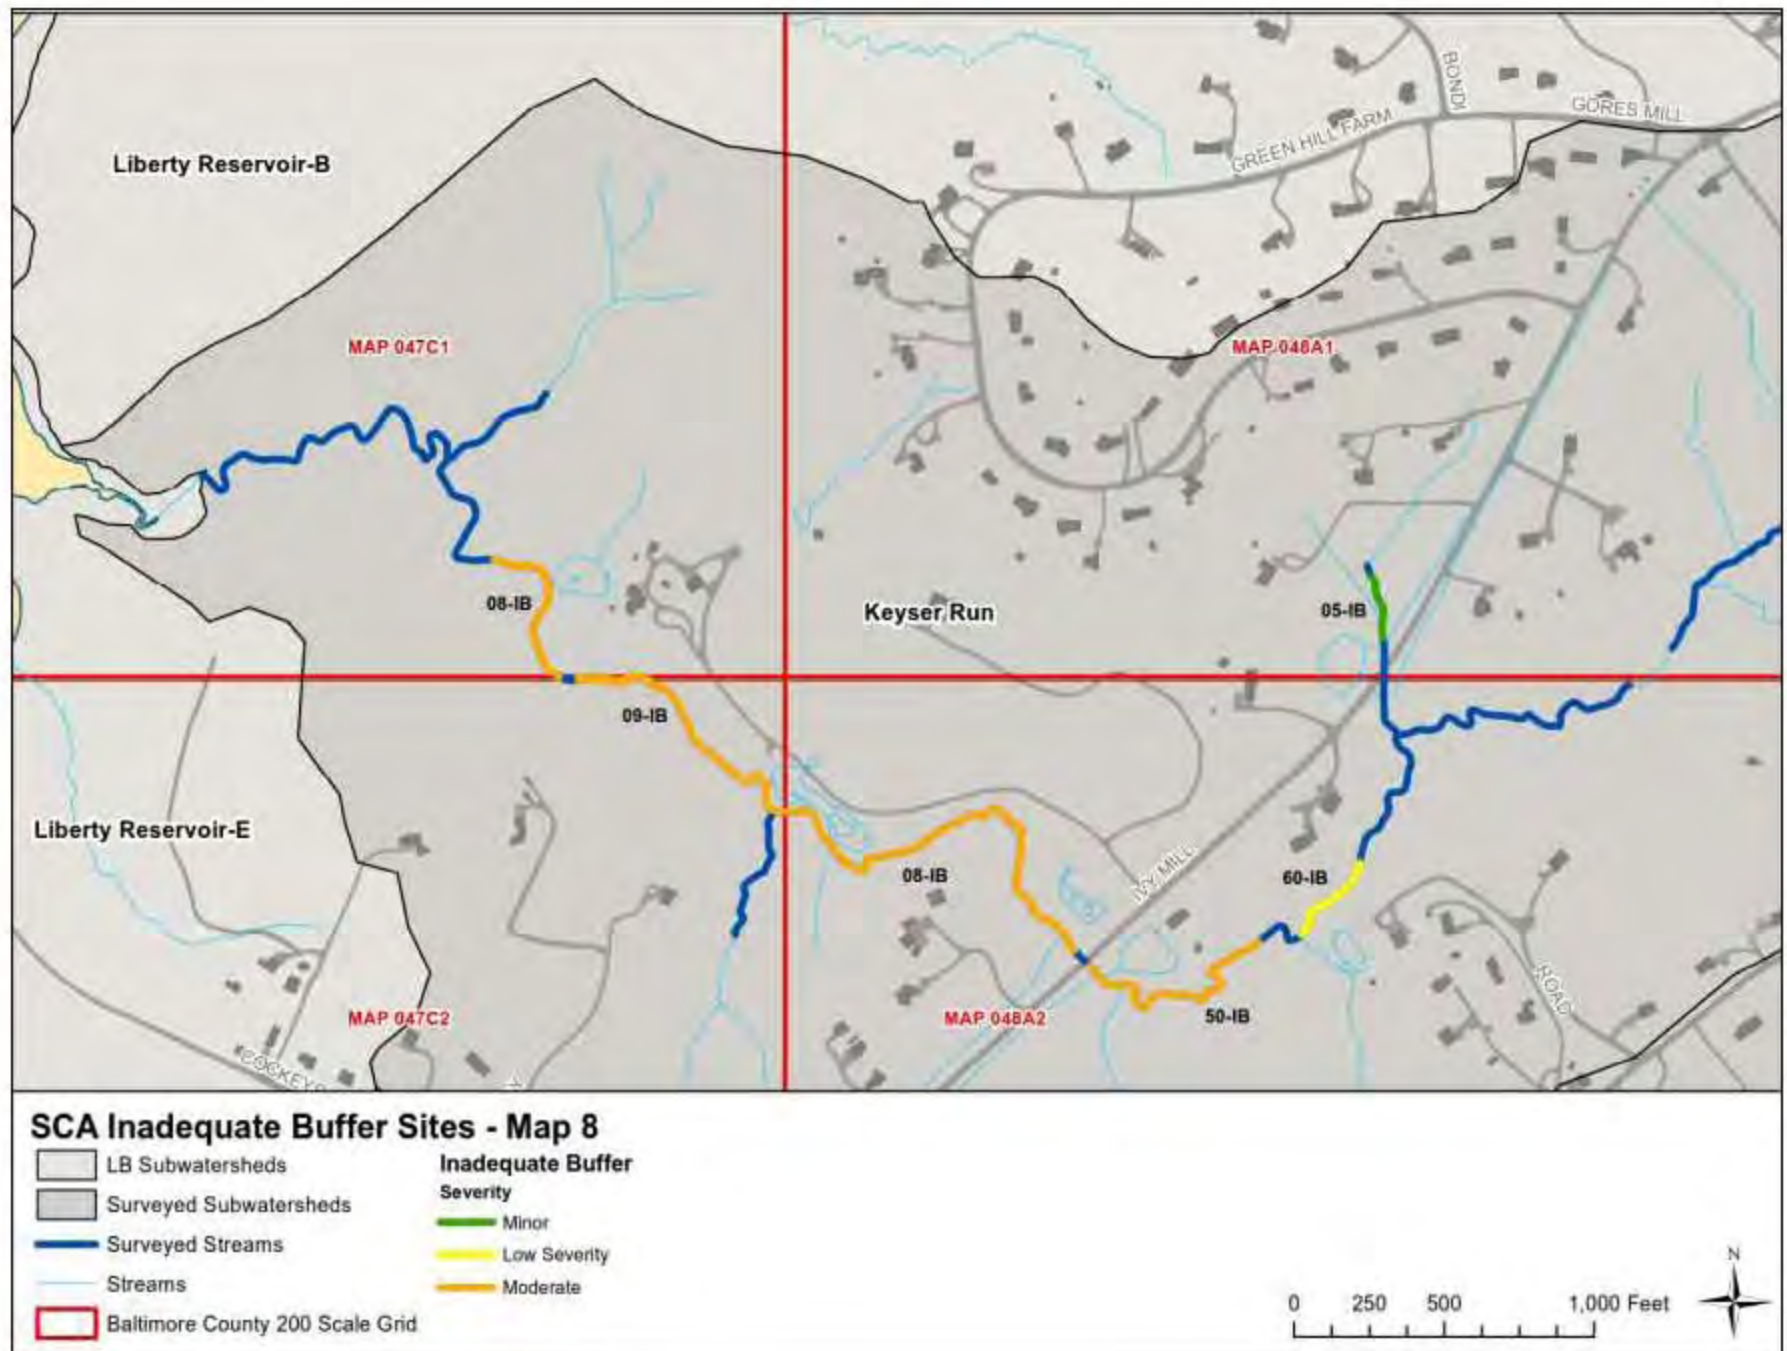 BONDI
GORES MILL
GREEN HILL FARM
Liberty Reservoir-B
MAP 047C1
MAP 048A1
08-IB
Keyser Run
05-IB
09-IB
Liberty Reservoir-E
08-IB
IVY MILL
60-IB
ROAD
MAP 047C2
MAP 048A2
50-IB
COCKEYS
SCA Inadequate Buffer Sites - Map 8
LB Subwatersheds
Surveyed Subwatersheds
Surveyed Streams
Streams
Baltimore County 200 Scale Grid
Inadequate Buffer
Severity
Minor
Low Severity
Moderate
N
0 250 500 1,000 Feet